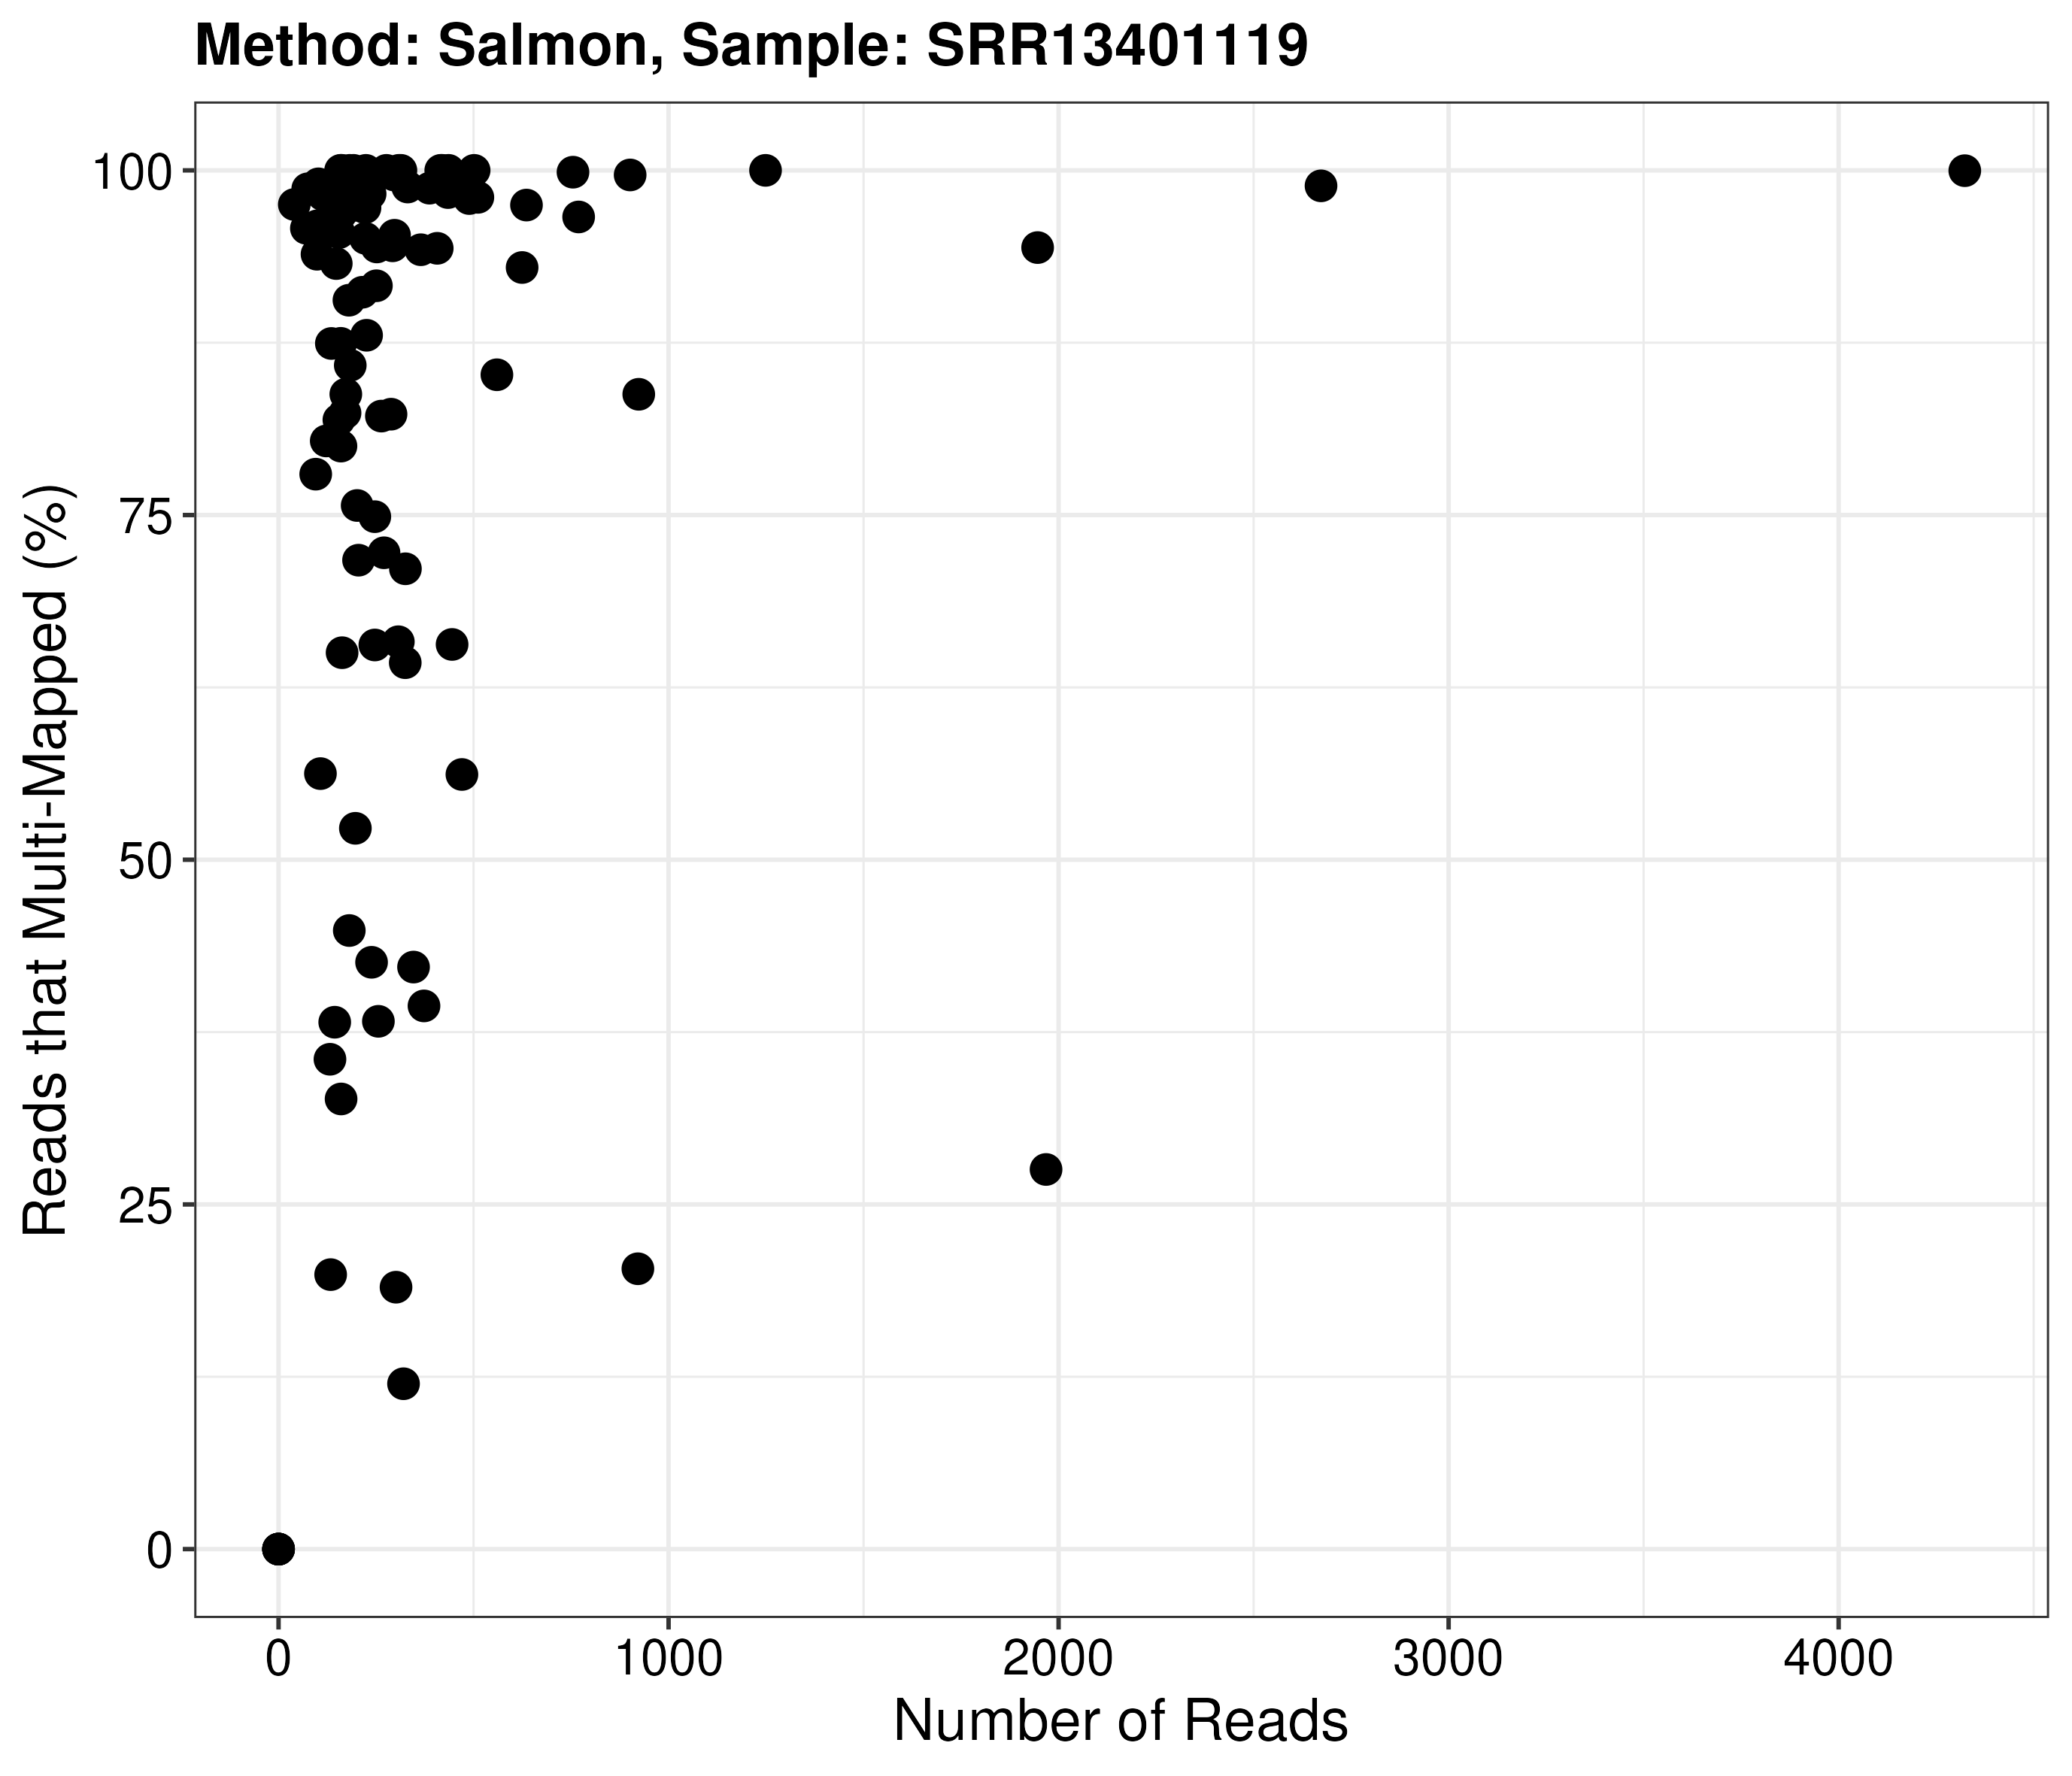 Method: Salmon, Sample: SRR13401119
Reads that Multi-Mapped (%)
100
75
50
25
0
0 1000 2000 3000 4000
Number of Reads